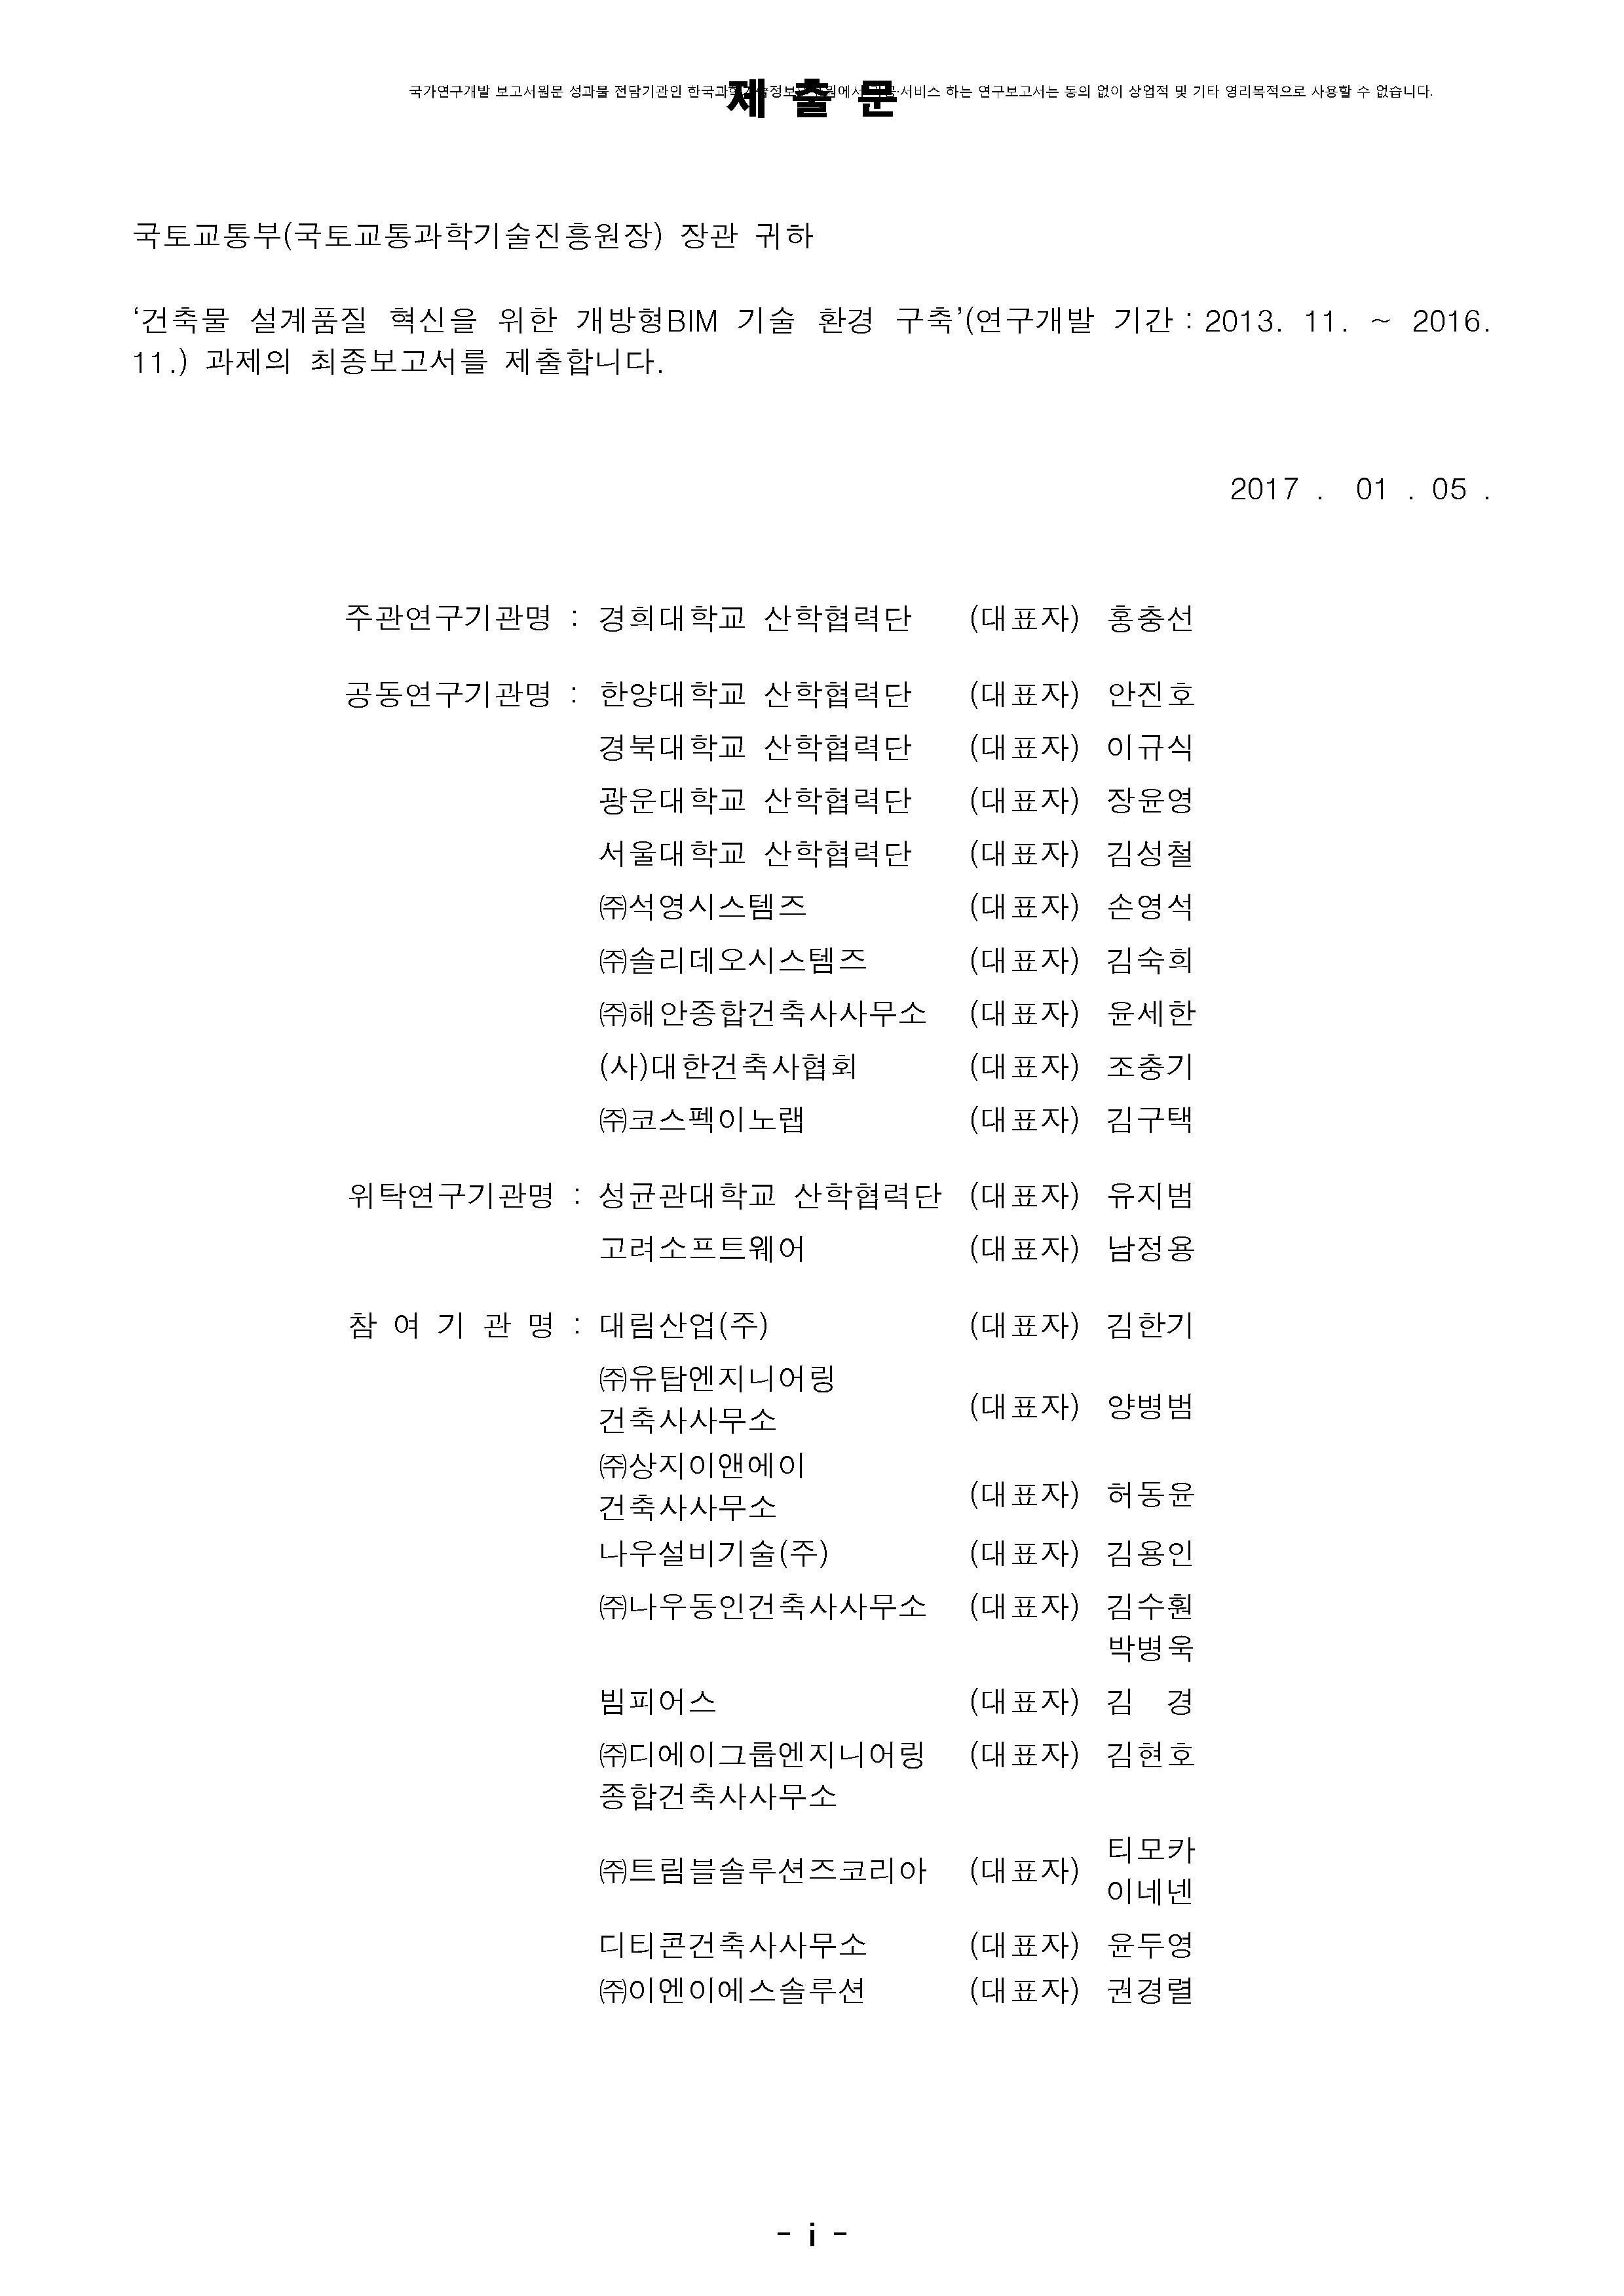 국가연구개발 보고서원문 성과물 전담기관인 한국과학기술정보연구원에서 가공·서비스 하는 연구보고서는 동의 없이 상업적 및 기타 영리목적으로 사용할 수 없습니다.
제 출 문
국토교통부(국토교통과학기술진흥원장) 장관 귀하
‘건축물 설계품질 혁신을 위한 개방형BIM 기술 환경 구축’(연구개발 기간 : 2013. 11. ~ 2016.
11.) 과제의 최종보고서를 제출합니다.
2017 . 01 . 05 .
주관연구기관명 : 경희대학교 산학협력단 (대표자) 홍충선
공동연구기관명 : 한양대학교 산학협력단 (대표자) 안진호
경북대학교 산학협력단 (대표자) 이규식
광운대학교 산학협력단 (대표자) 장윤영
서울대학교 산학협력단 (대표자) 김성철
㈜석영시스템즈 (대표자) 손영석
㈜솔리데오시스템즈 (대표자) 김숙희
㈜해안종합건축사사무소 (대표자) 윤세한
(사)대한건축사협회 (대표자) 조충기
㈜코스펙이노랩 (대표자) 김구택
위탁연구기관명 : 성균관대학교 산학협력단 (대표자) 유지범
고려소프트웨어 (대표자) 남정용
참 여 기 관 명 : 대림산업(주) (대표자) 김한기
㈜유탑엔지니어링
건축사사무소 (대표자) 양병범
㈜상지이앤에이
건축사사무소 (대표자) 허동윤
나우설비기술(주) (대표자) 김용인
㈜나우동인건축사사무소 (대표자) 김수훤
박병욱
빔피어스 (대표자) 김 경
㈜디에이그룹엔지니어링 (대표자) 김현호
종합건축사사무소
㈜트림블솔루션즈코리아 (대표자) 티모카
이네넨
디티콘건축사사무소 (대표자) 윤두영
㈜이엔이에스솔루션 (대표자) 권경렬
- i -